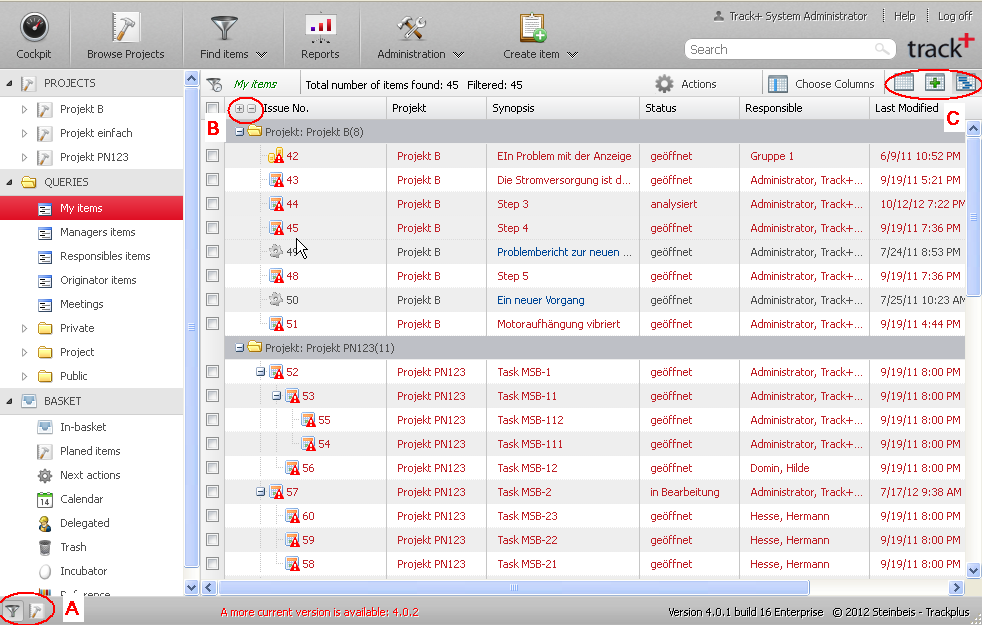 Track+ System Administrator Help Log off
Cockpit Browse Projects Find items Reports Administration Create item
Search
track+
PROJECTS
Projekt B
Projekt einfach
Projekt PN123
QUERIES
My items
Managers items
Responsibles items
Originator items
Meetings
Private
Project
Public
BASKET
In-basket
Planed items
Next actions
14 Calendar
Delegated
Trash
Incubator
Reference
A
My items Total number of items found: 45 Filtered: 45 Actions Choose Columns
C
B
Issue No. Projekt Synopsis Status Responsible Last Modified
Projekt: Projekt B(8)
42 Projekt B EIn Problem mit der Anzeige geöffnet Gruppe 1 6/9/11 10:52 PM
43 Projekt B Die Stromversorgung ist d... geöffnet Administrator, Track+... 9/19/11 5:21 PM
44 Projekt B Step 3 analysiert Administrator, Track+... 10/12/12 7:22 PM
45 Projekt B Step 4 geöffnet Administrator, Track+... 9/19/11 7:36 PM
Projekt B Problembericht zur neuen ... geöffnet Administrator, Track+... 7/24/11 8:53 PM
48 Projekt B Step 5 geöffnet Administrator, Track+... 9/19/11 7:36 PM
50 Projekt B Ein neuer Vorgang geöffnet Administrator, Track+... 7/25/11 10:23 AM
51 Projekt B Motoraufhängung vibriert geöffnet Administrator, Track+... 9/19/11 4:44 PM
Projekt: Projekt PN123(11)
52 Projekt PN123 Task MSB-1 geöffnet Administrator, Track+... 9/19/11 8:00 PM
53 Projekt PN123 Task MSB-11 geöffnet Administrator, Track+... 9/19/11 8:00 PM
55 Projekt PN123 Task MSB-112 geöffnet Administrator, Track+... 9/19/11 8:00 PM
54 Projekt PN123 Task MSB-111 geöffnet Administrator, Track+... 9/19/11 8:00 PM
56 Projekt PN123 Task MSB-12 geöffnet Domin, Hilde 9/19/11 8:00 PM
57 Projekt PN123 Task MSB-2 in Bearbeitung Administrator, Track+... 7/17/12 9:38 AM
60 Projekt PN123 Task MSB-23 geöffnet Hesse, Hermann 9/19/11 8:00 PM
59 Projekt PN123 Task MSB-22 geöffnet Hesse, Hermann 9/19/11 8:00 PM
58 Projekt PN123 Task MSB-21 geöffnet Hesse, Hermann 9/19/11 8:00 PM
A more current version is available: 4.0.2 Version 4.0.1 build 16 Enterprise © 2012 Steinbeis - Trackplus